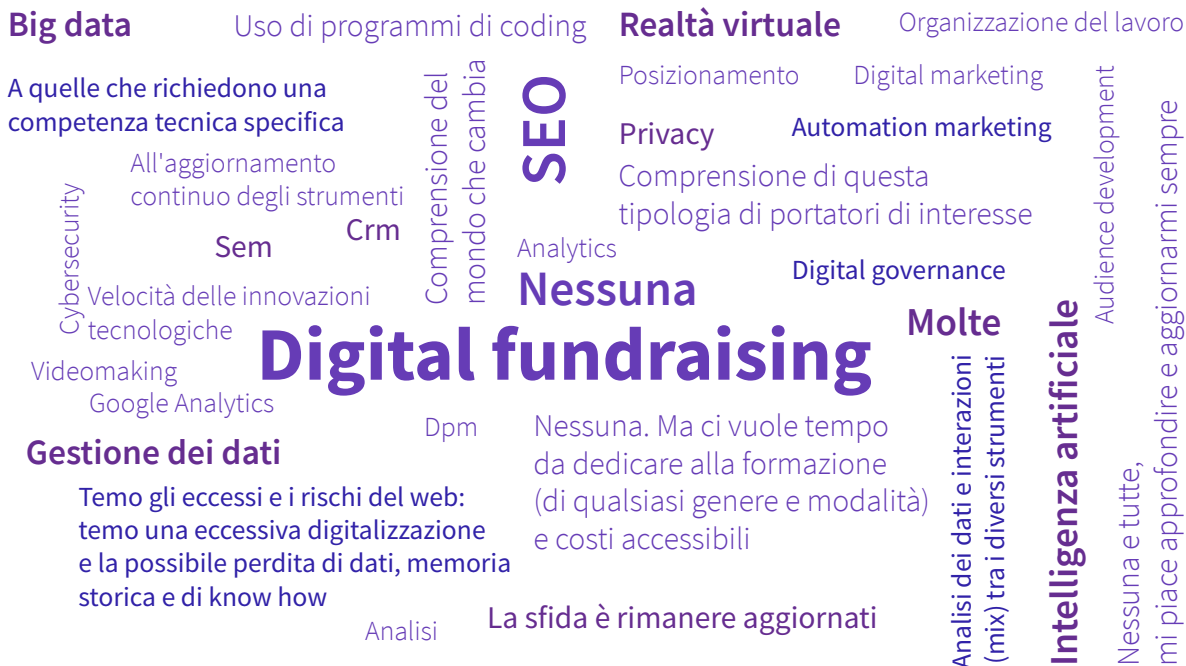 Big data
Uso di programmi di coding
Realtà virtuale
Organizzazione del lavoro
A quelle che richiedono una
competenza tecnica specifica
Comprensione del
mondo che cambia
SEO
Posizionamento
Digital marketing
Privacy
Automation marketing
All'aggiornamento
continuo degli strumenti
Comprensione di questa
tipologia di portatori di interesse
Audience development
Cybersecurity
Sem
Crm
Analytics
Nessuna
Digital governance
Velocità delle innovazioni
tecnologiche
Digital fundraising
Molte
Videomaking
Google Analytics
Dpm
Gestione dei dati
Nessuna. Ma ci vuole tempo
da dedicare alla formazione
(di qualsiasi genere e modalità)
e costi accessibili
Analisi dei dati e interazioni
(mix) tra i diversi strumenti
Intelligenza artificiale
Nessuna e tutte,
mi piace approfondire e aggiornarmi sempre
Temo gli eccessi e i rischi del web:
temo una eccessiva digitalizzazione
e la possibile perdita di dati, memoria
storica e di know how
Analisi
La sfida è rimanere aggiornati